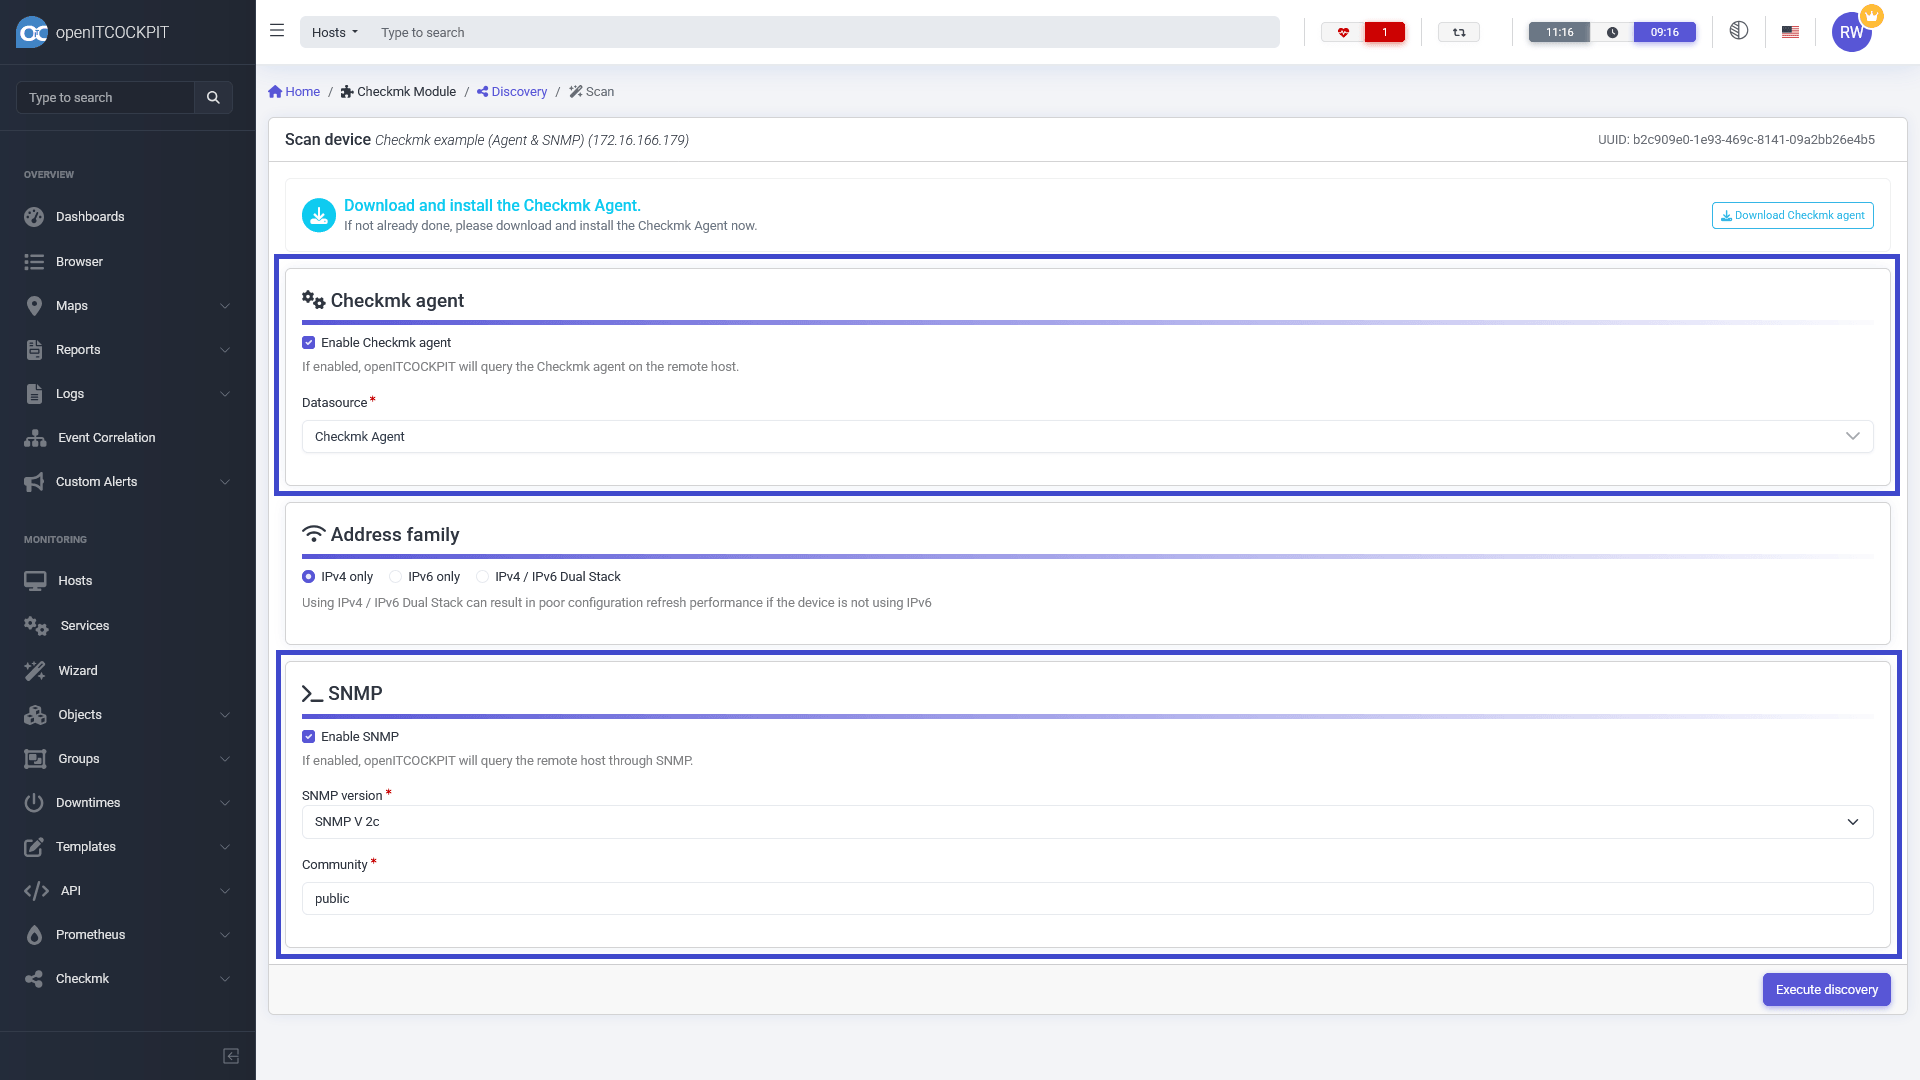 openITCOCKPIT
Hosts
Type to search
1
11:16
09:16
RW
Type to search
OVERVIEW
Dashboards
Browser
Maps
Reports
Logs
Event Correlation
Custom Alerts
MONITORING
Hosts
Services
Wizard
Objects
Groups
Downtimes
Templates
API
Prometheus
Checkmk
Home / Checkmk Module / Discovery / Scan
Scan device Checkmk example (Agent & SNMP) (172.16.166.179)
UUID: b2c909e0-1e93-469c-8141-09a2bb26e4b5
Download and install the Checkmk Agent.
If not already done, please download and install the Checkmk Agent now.
Download Checkmk agent
Checkmk agent
Enable Checkmk agent
If enabled, openITCOCKPIT will query the Checkmk agent on the remote host.
Datasource *
Checkmk Agent
Address family
IPv4 only IPv6 only IPv4 / IPv6 Dual Stack
Using IPv4 / IPv6 Dual Stack can result in poor configuration refresh performance if the device is not using IPv6
SNMP
Enable SNMP
If enabled, openITCOCKPIT will query the remote host through SNMP.
SNMP version *
SNMP V 2c
Community *
public
Execute discovery